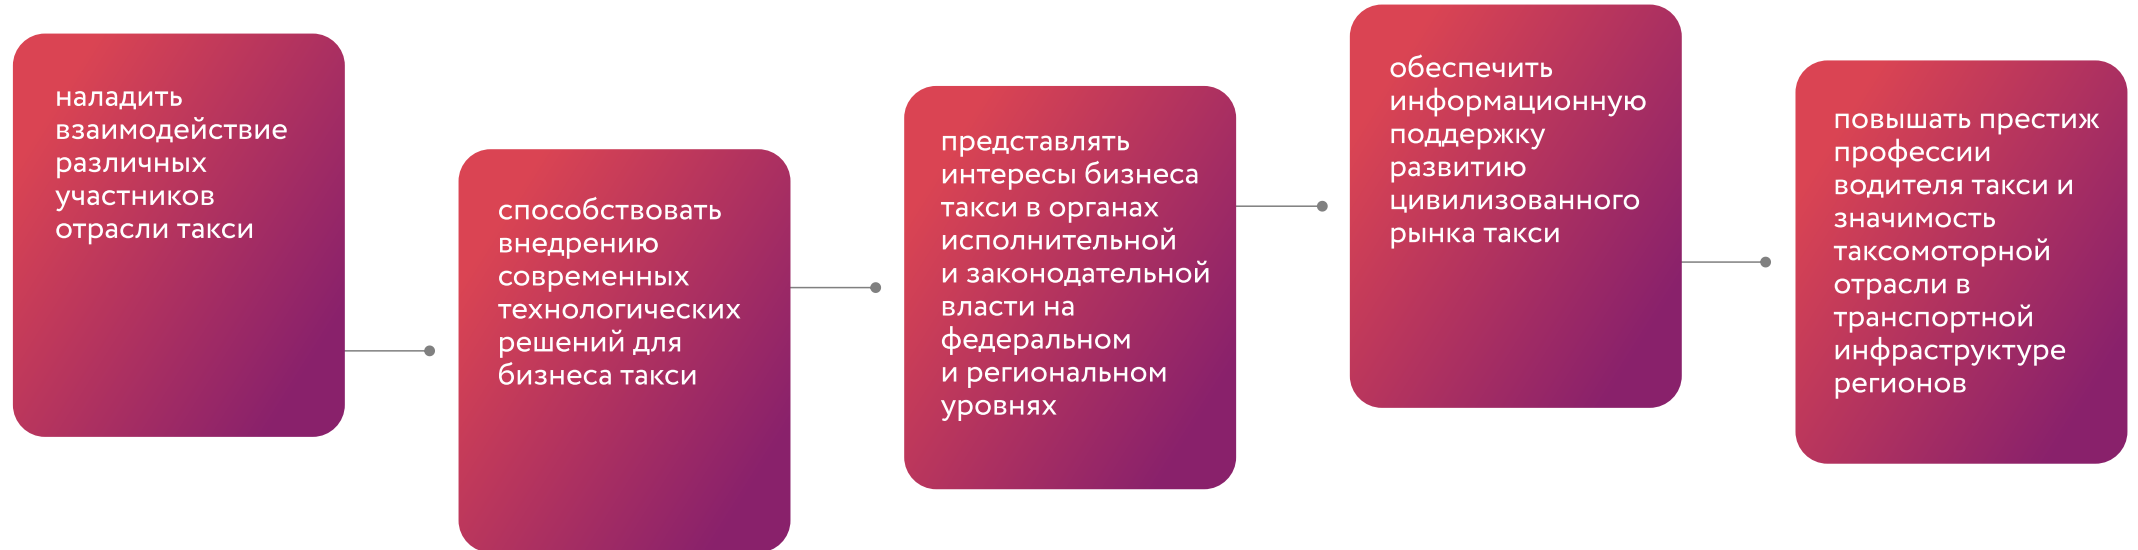 наладить
взаимодействие
различных
участников
отрасли такси
способствовать
внедрению
современных
технологических
решений для
бизнеса такси
представлять
интересы бизнеса
такси в органах
исполнительной
и законодательной
власти на
федеральном
и региональном
уровнях
обеспечить
информационную
поддержку
развитию
цивилизованного
рынка такси
повышать престиж
профессии
водителя такси и
значимость
таксомоторной
отрасли в
транспортной
инфраструктуре
регионов